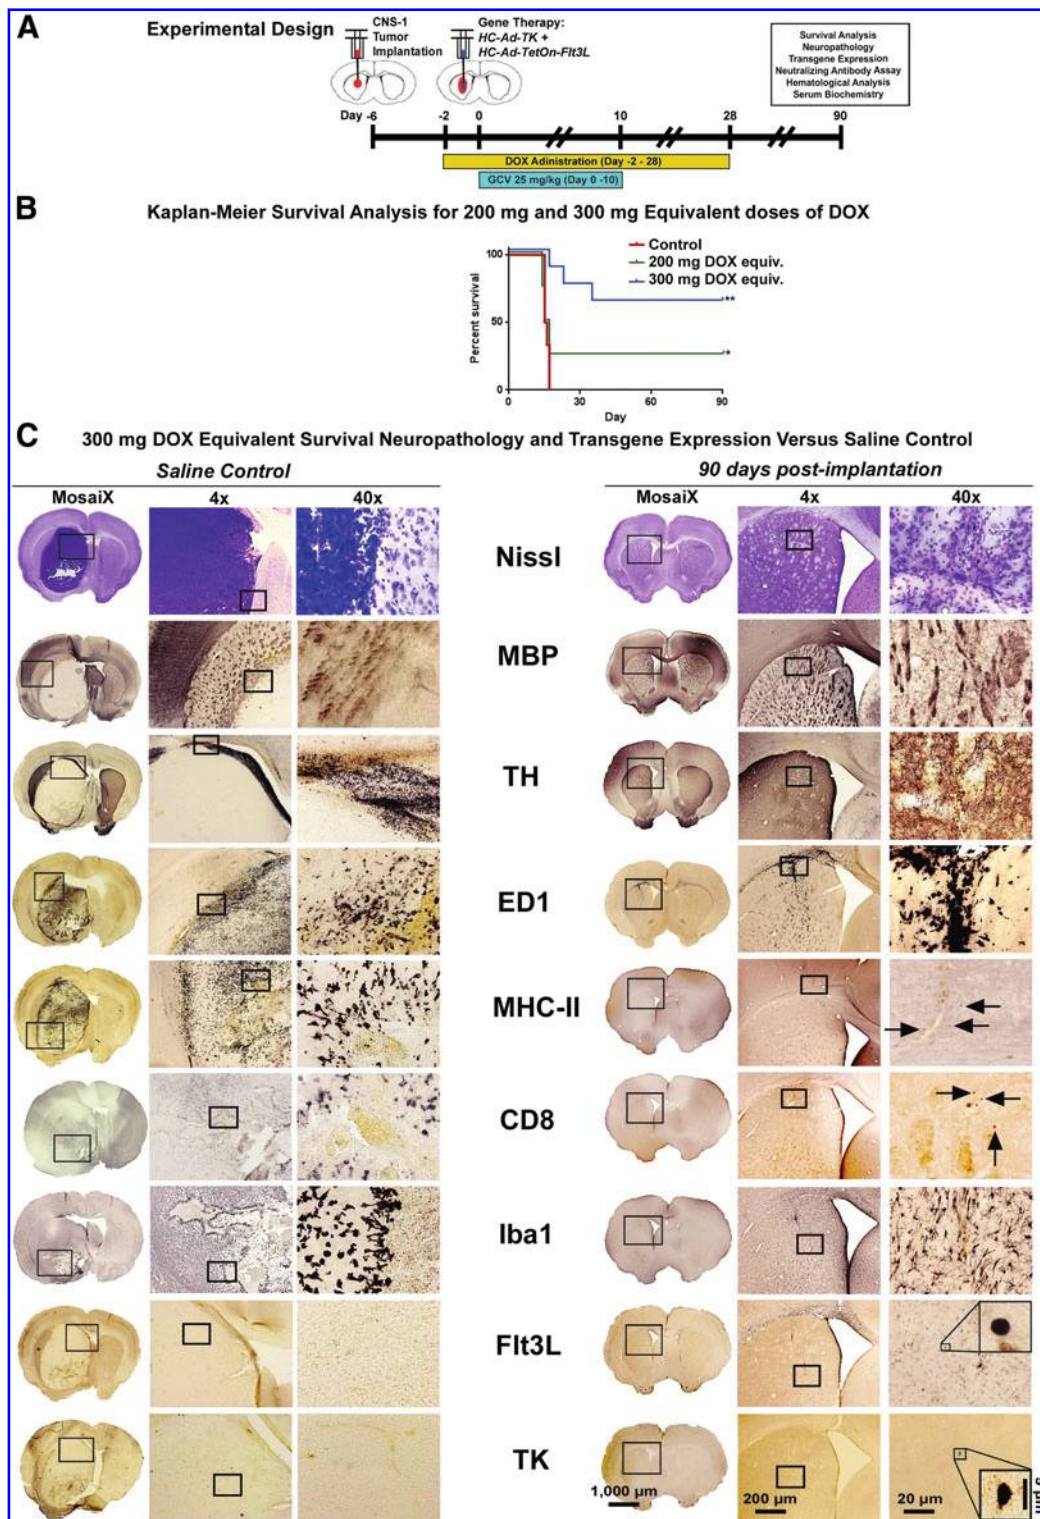 A
Experimental Design
CNS-1
Tumor
Implantation
Gene Therapy:
HC-Ad-TK +
HC-Ad-TetOn-Flt3L
Survival Analysis
Neuropathology
Transgene Expression
Neutralizing Antibody Assay
Hematological Analysis
Serum Biochemistry
Day -6 -2 0 10 28 90
DOX Adinistration (Day -2 - 28)
GCV 25 mg/kg (Day 0 -10)
B
Kaplan-Meier Survival Analysis for 200 mg and 300 mg Equivalent doses of DOX
Control
200 mg DOX equiv.
300 mg DOX equiv.
Percent survival
100
50
0
**
*
0 30 60 90
Day
C
300 mg DOX Equivalent Survival Neuropathology and Transgene Expression Versus Saline Control
Saline Control 90 days post-implantation
MosaiX 4x 40x MosaiX 4x 40x
Nissl
MBP
TH
ED1
MHC-II
CD8
Iba1
Flt3L
TK
1,000 µm 200 µm 20 µm